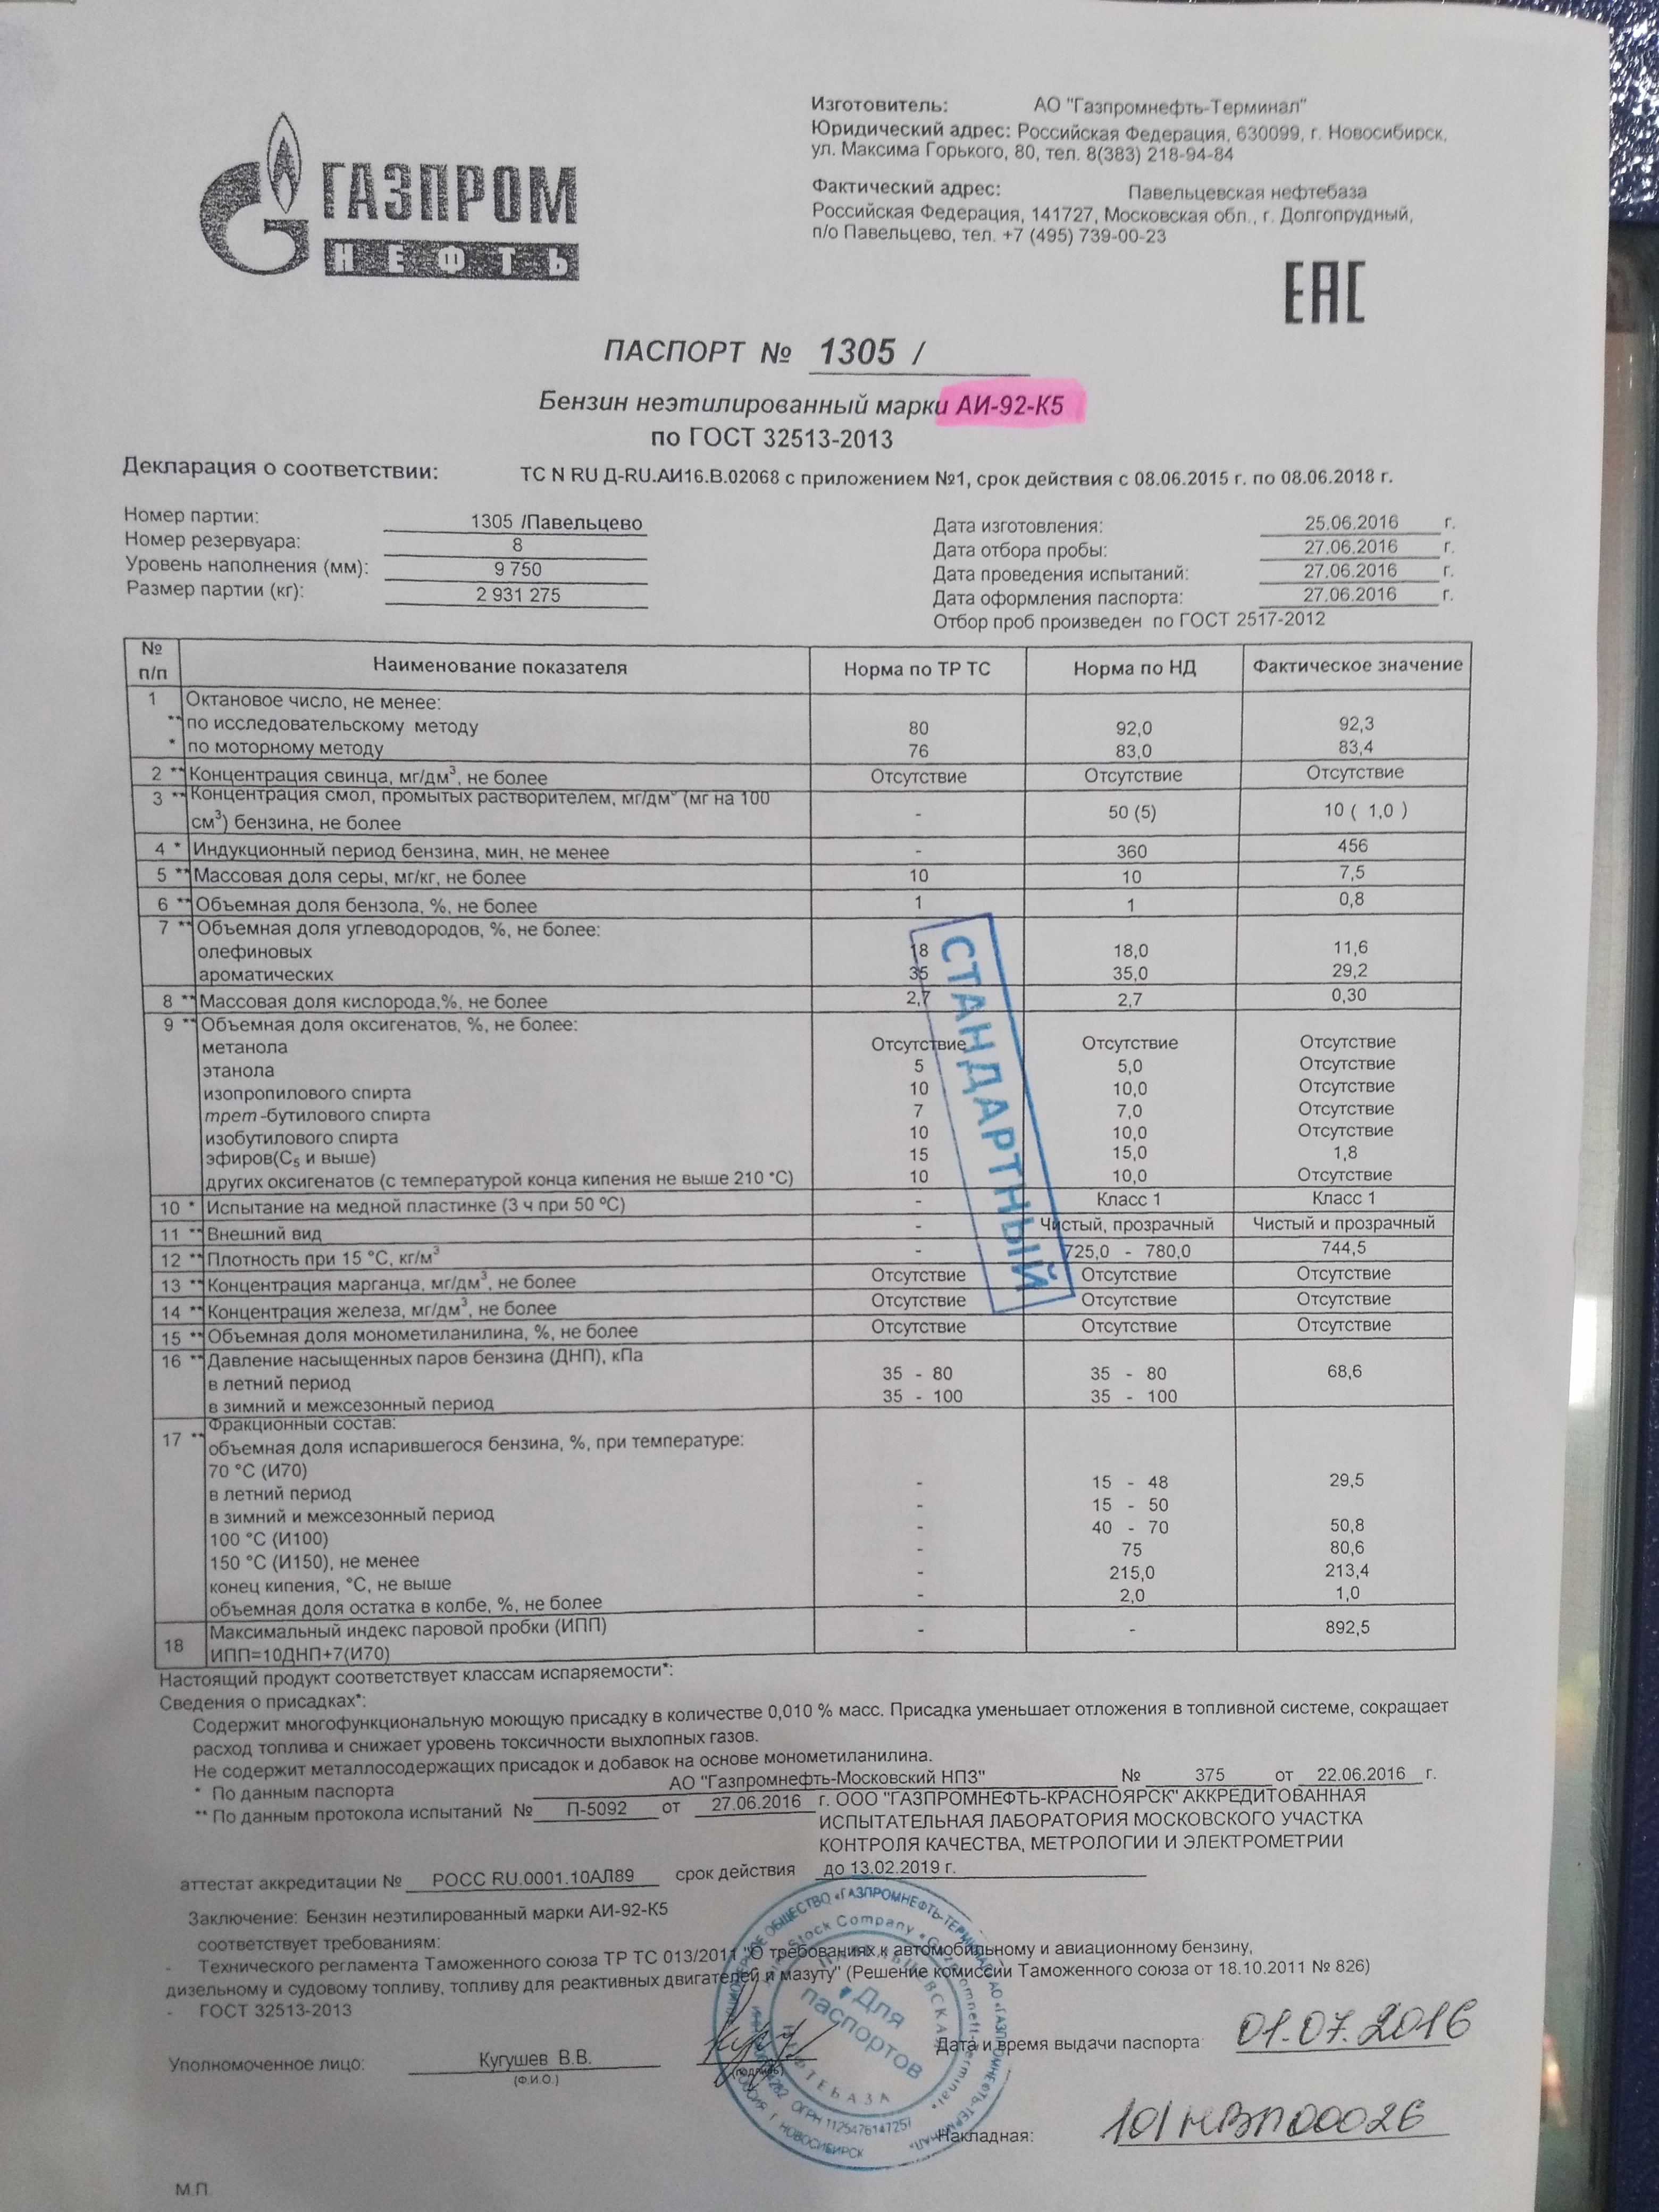 ГАЗПРОМ
НЕФТЬ
Изготовитель: АО "Газпромнефть-Терминал"
Юридический адрес: Российская Федерация, 630099, г. Новосибирск,
ул. Максима Горького, 80, тел. 8(383) 218-94-84
Фактический адрес: Павельцевская нефтебаза
Российская Федерация, 141727, Московская обл., г. Долгопрудный,
п/о Павельцево, тел. +7 (495) 739-00-23
ЕАС
ПАСПОРТ № 1305 /
Бензин неэтилированный марки АИ-92-К5
по ГОСТ 32513-2013
Декларация о соответствии: ТС N RU Д-RU.АИ16.В.02068 с приложением №1, срок действия с 08.06.2015 г. по 08.06.2018 г.
Номер партии: 1305 /Павельцево
Номер резервуара: 8
Уровень наполнения (мм): 9 750
Размер партии (кг): 2 931 275
Дата изготовления: 25.06.2016 г.
Дата отбора пробы: 27.06.2016 г.
Дата проведения испытаний: 27.06.2016 г.
Дата оформления паспорта: 27.06.2016 г.
Отбор проб произведен по ГОСТ 2517-2012
№ п/п Наименование показателя Норма по ТР ТС Норма по НД Фактическое значение
1 Октановое число, не менее:
** по исследовательскому методу 80 92,0 92,3
* по моторному методу 76 83,0 83,4
2 ** Концентрация свинца, мг/дм³, не более Отсутствие Отсутствие Отсутствие
3 ** Концентрация смол, промытых растворителем, мг/дм³ (мг на 100
см³) бензина, не более - 50 (5) 10 ( 1,0 )
4 * Индукционный период бензина, мин, не менее - 360 456
5 ** Массовая доля серы, мг/кг, не более 10 10 7,5
6 ** Объемная доля бензола, %, не более 1 1 0,8
7 ** Объемная доля углеводородов, %, не более:
олефиновых 18 18,0 11,6
ароматических 35 35,0 29,2
8 ** Массовая доля кислорода,%, не более 2,7 2,7 0,30
9 ** Объемная доля оксигенатов, %, не более:
метанола Отсутствие Отсутствие Отсутствие
этанола 5 5,0 Отсутствие
изопропилового спирта 10 10,0 Отсутствие
трет-бутилового спирта 7 7,0 Отсутствие
изобутилового спирта 10 10,0 Отсутствие
эфиров(С₅ и выше) 15 15,0 1,8
других оксигенатов (с температурой конца кипения не выше 210 °С) 10 10,0 Отсутствие
10 * Испытание на медной пластинке (3 ч при 50 ºС) - Класс 1 Класс 1
11 ** Внешний вид - Чистый, прозрачный Чистый и прозрачный
12 ** Плотность при 15 °С, кг/м³ - 725,0 - 780,0 744,5
13 ** Концентрация марганца, мг/дм³, не более Отсутствие Отсутствие Отсутствие
14 ** Концентрация железа, мг/дм³, не более Отсутствие Отсутствие Отсутствие
15 ** Объемная доля монометиланилина, %, не более Отсутствие Отсутствие Отсутствие
16 ** Давление насыщенных паров бензина (ДНП), кПа
в летний период 35 - 80 35 - 80 68,6
в зимний и межсезонный период 35 - 100 35 - 100
17 ** Фракционный состав:
объемная доля испарившегося бензина, %, при температуре:
70 °С (И70)
в летний период - 15 - 48 29,5
в зимний и межсезонный период - 15 - 50
100 °С (И100) - 40 - 70 50,8
150 °С (И150), не менее - 75 80,6
конец кипения, °С, не выше - 215,0 213,4
объемная доля остатка в колбе, %, не более - 2,0 1,0
18 Максимальный индекс паровой пробки (ИПП)
ИПП=10ДНП+7(И70) - - 892,5
СТАНДАРТНЫЙ
Настоящий продукт соответствует классам испаряемости*:
Сведения о присадках*:
Содержит многофункциональную моющую присадку в количестве 0,010 % масс. Присадка уменьшает отложения в топливной системе, сокращает
расход топлива и снижает уровень токсичности выхлопных газов.
Не содержит металлосодержащих присадок и добавок на основе монометиланилина.
* По данным паспорта АО "Газпромнефть-Московский НПЗ" № 375 от 22.06.2016 г.
** По данным протокола испытаний № П-5092 от 27.06.2016 г. ООО "ГАЗПРОМНЕФТЬ-КРАСНОЯРСК" АККРЕДИТОВАННАЯ
ИСПЫТАТЕЛЬНАЯ ЛАБОРАТОРИЯ МОСКОВСКОГО УЧАСТКА
КОНТРОЛЯ КАЧЕСТВА, МЕТРОЛОГИИ И ЭЛЕКТРОМЕТРИИ
аттестат аккредитации № РОСС RU.0001.10АЛ89 срок действия до 13.02.2019 г.
Заключение: Бензин неэтилированный марки АИ-92-К5
соответствует требованиям:
- Технического регламента Таможенного союза ТР ТС 013/2011 "О требованиях к автомобильному и авиационному бензину,
дизельному и судовому топливу, топливу для реактивных двигателей и мазуту" (Решение комиссии Таможенного союза от 18.10.2011 № 826)
- ГОСТ 32513-2013
Уполномоченное лицо: Кугушев В.В.
(Ф.И.О.)
(подпись)
Для
паспортов
НЕФТЕБАЗА
ОГРН 1125476147257
г. НОВОСИБИРСК
Дата и время выдачи паспорта: 01.07.2016
Накладная: 101НВП00026
М.П.